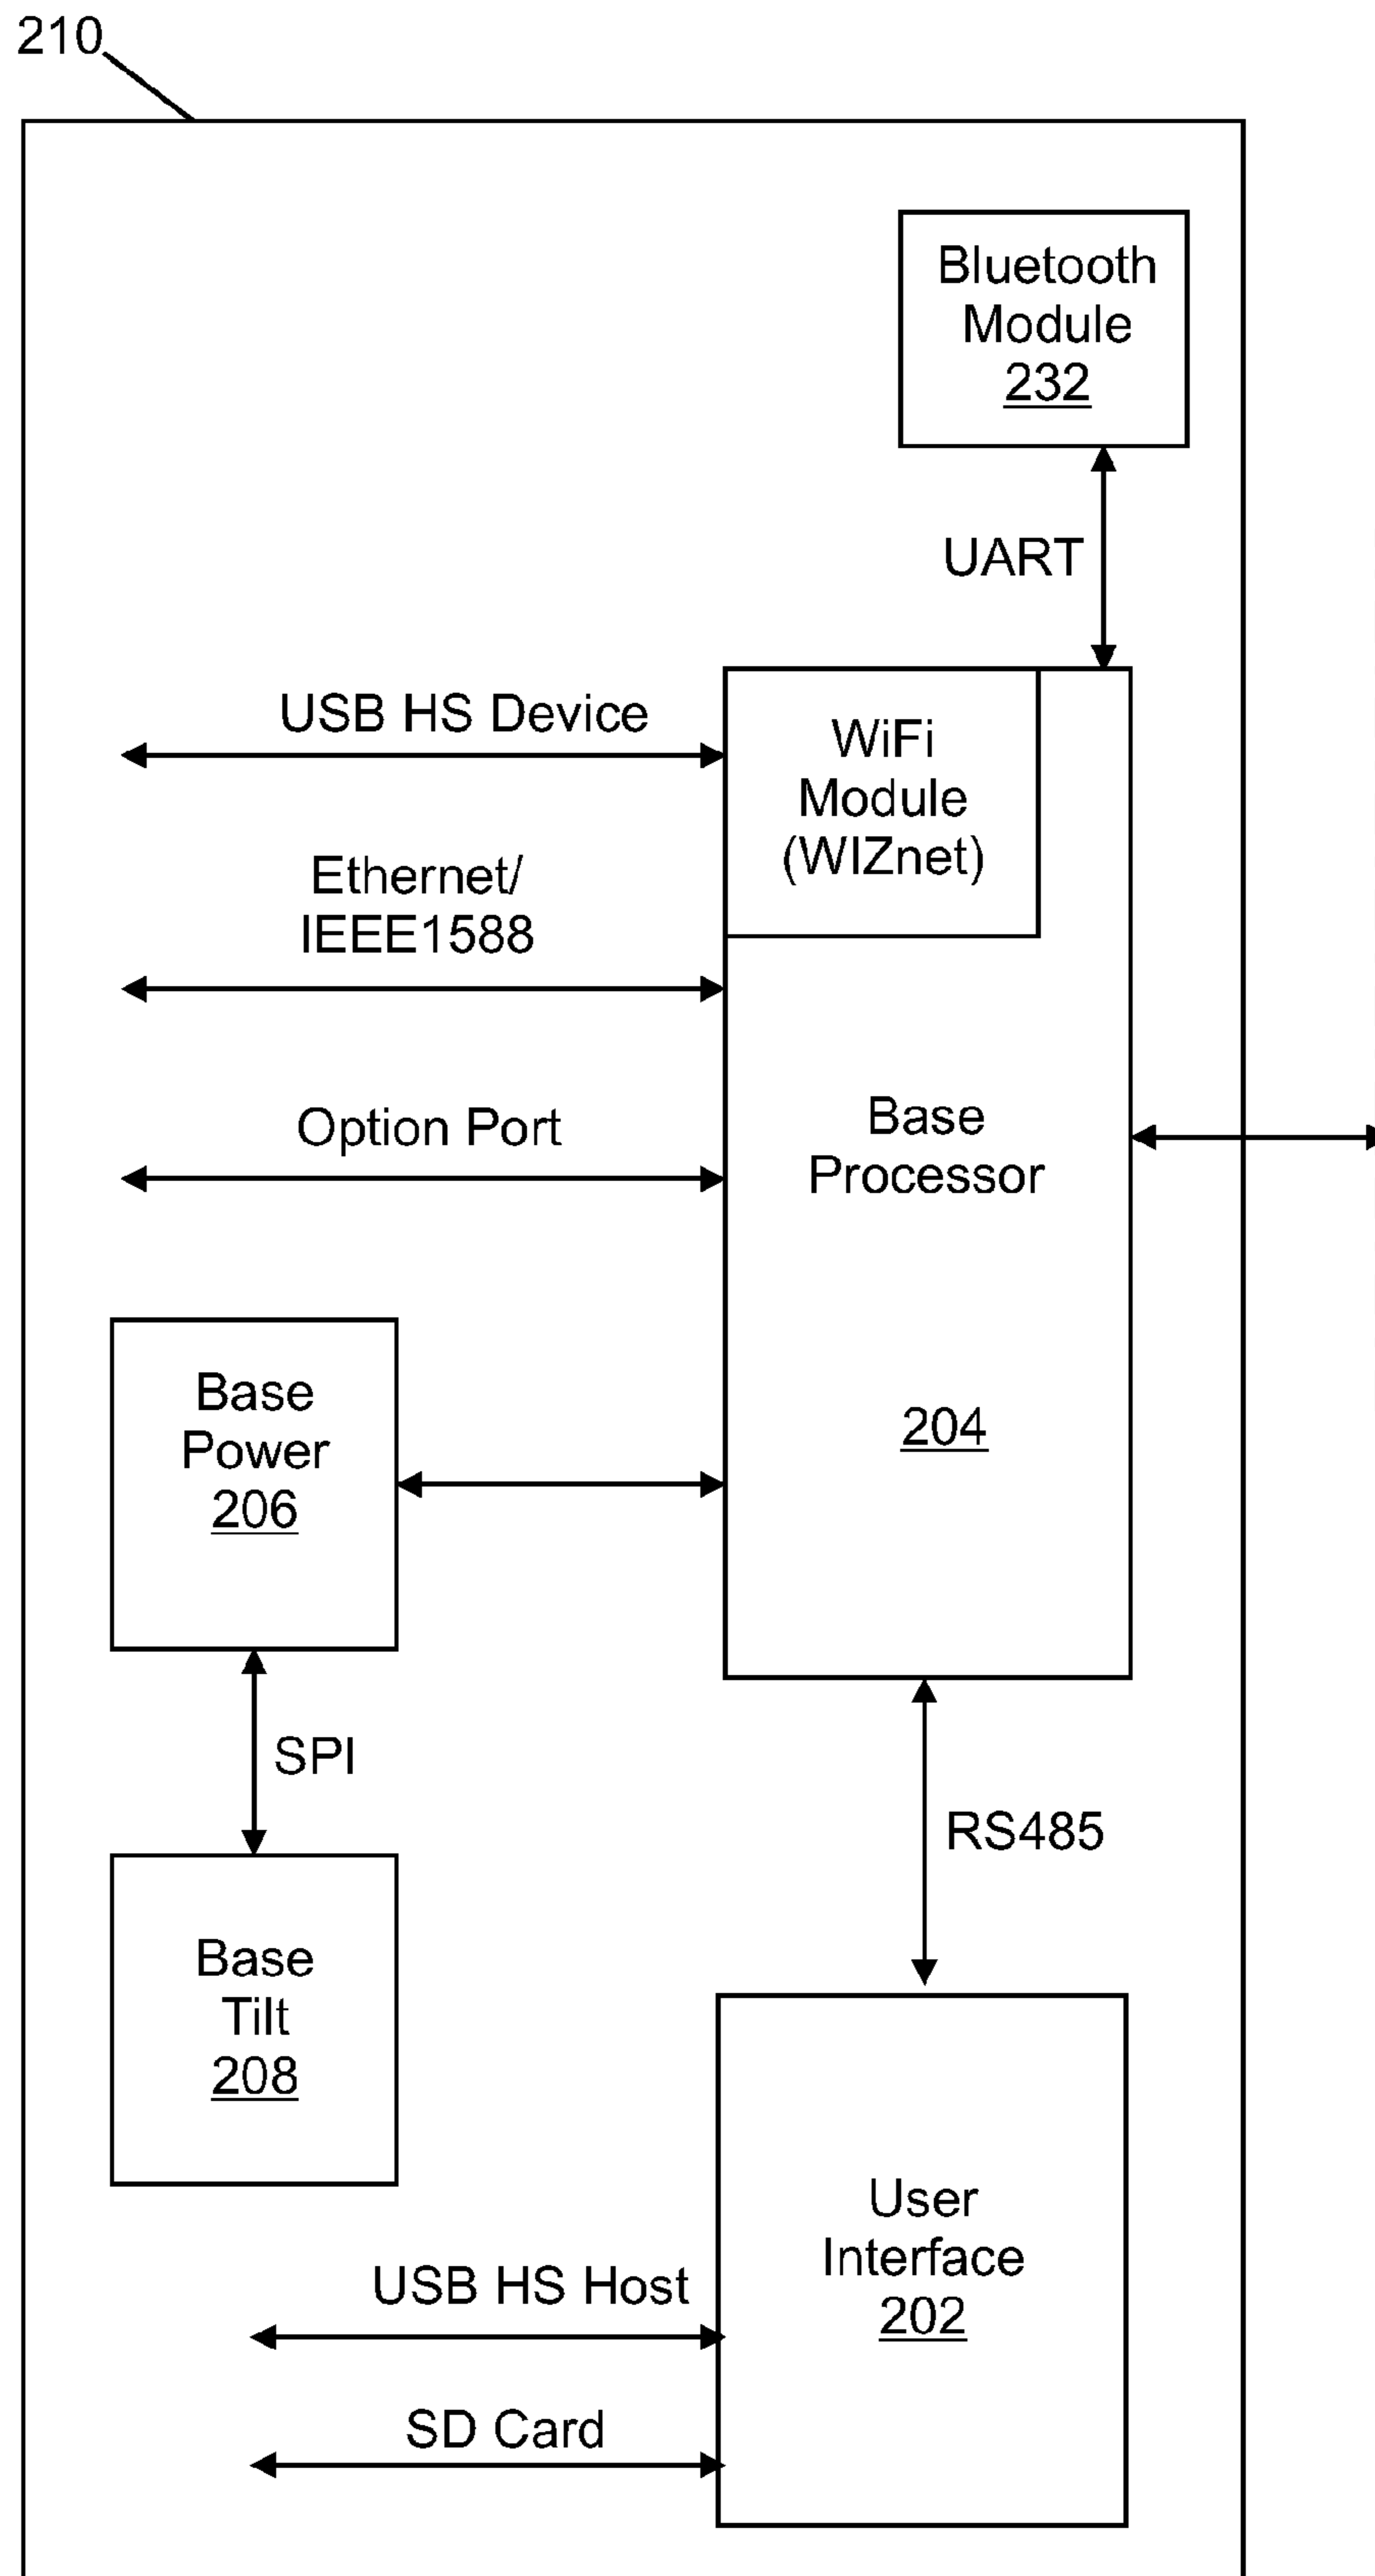 210
Bluetooth
Module
232
UART
USB HS Device
WiFi
Module
(WIZnet)
Ethernet/
IEEE1588
Option Port
Base
Processor
204
Base
Power
206
SPI
RS485
Base
Tilt
208
User
Interface
202
USB HS Host
SD Card